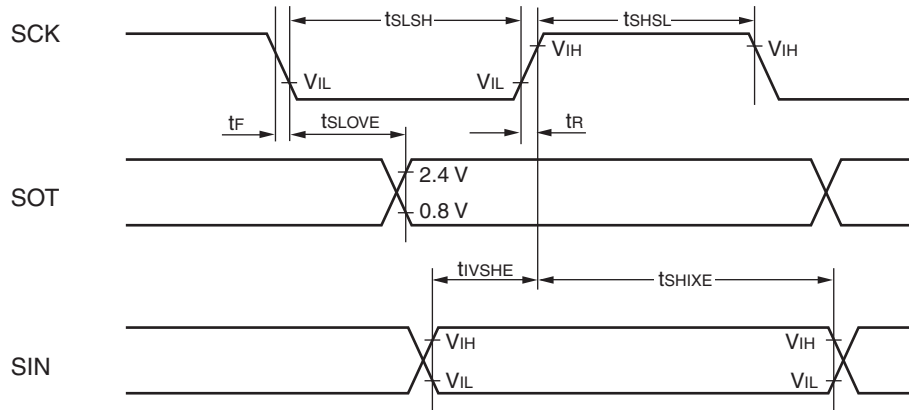 tSLSH tSHSL
SCK
VIH VIH
VIL VIL
tF tSLOVE tR
2.4 V
SOT
0.8 V
tIVSHE tSHIXE
VIH VIH
SIN
VIL VIL